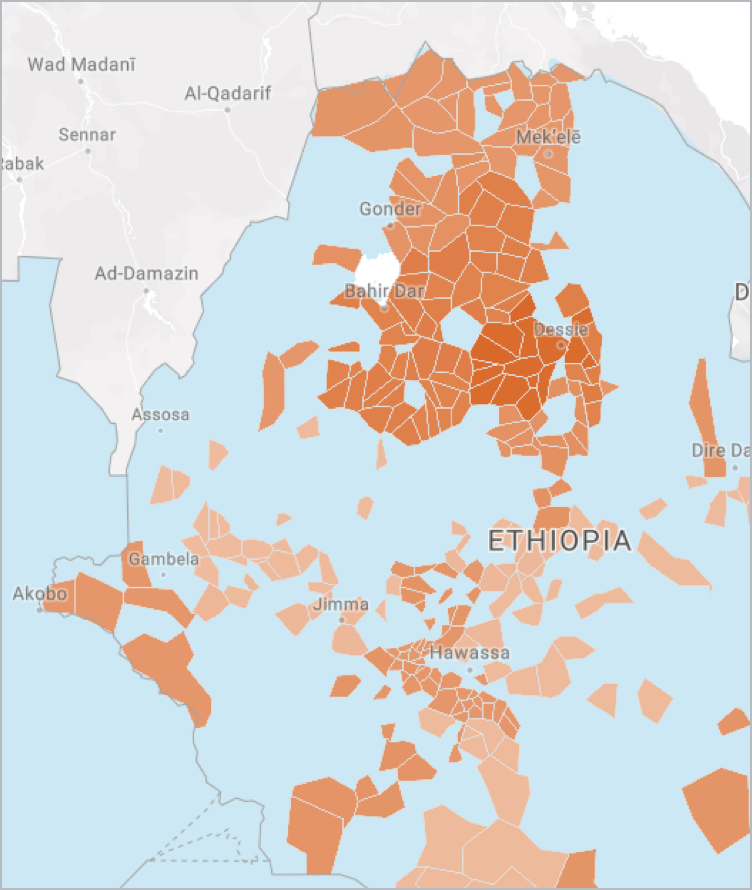 Wad Madanī
Al-Qadarif
Sennar
Rabak
Mek'elē
Gonder
Ad-Damazin
Bahir Dar
D
Dessie
Assosa
Dire Da
ETHIOPIA
Gambela
Akobo
Jimma
Hawassa